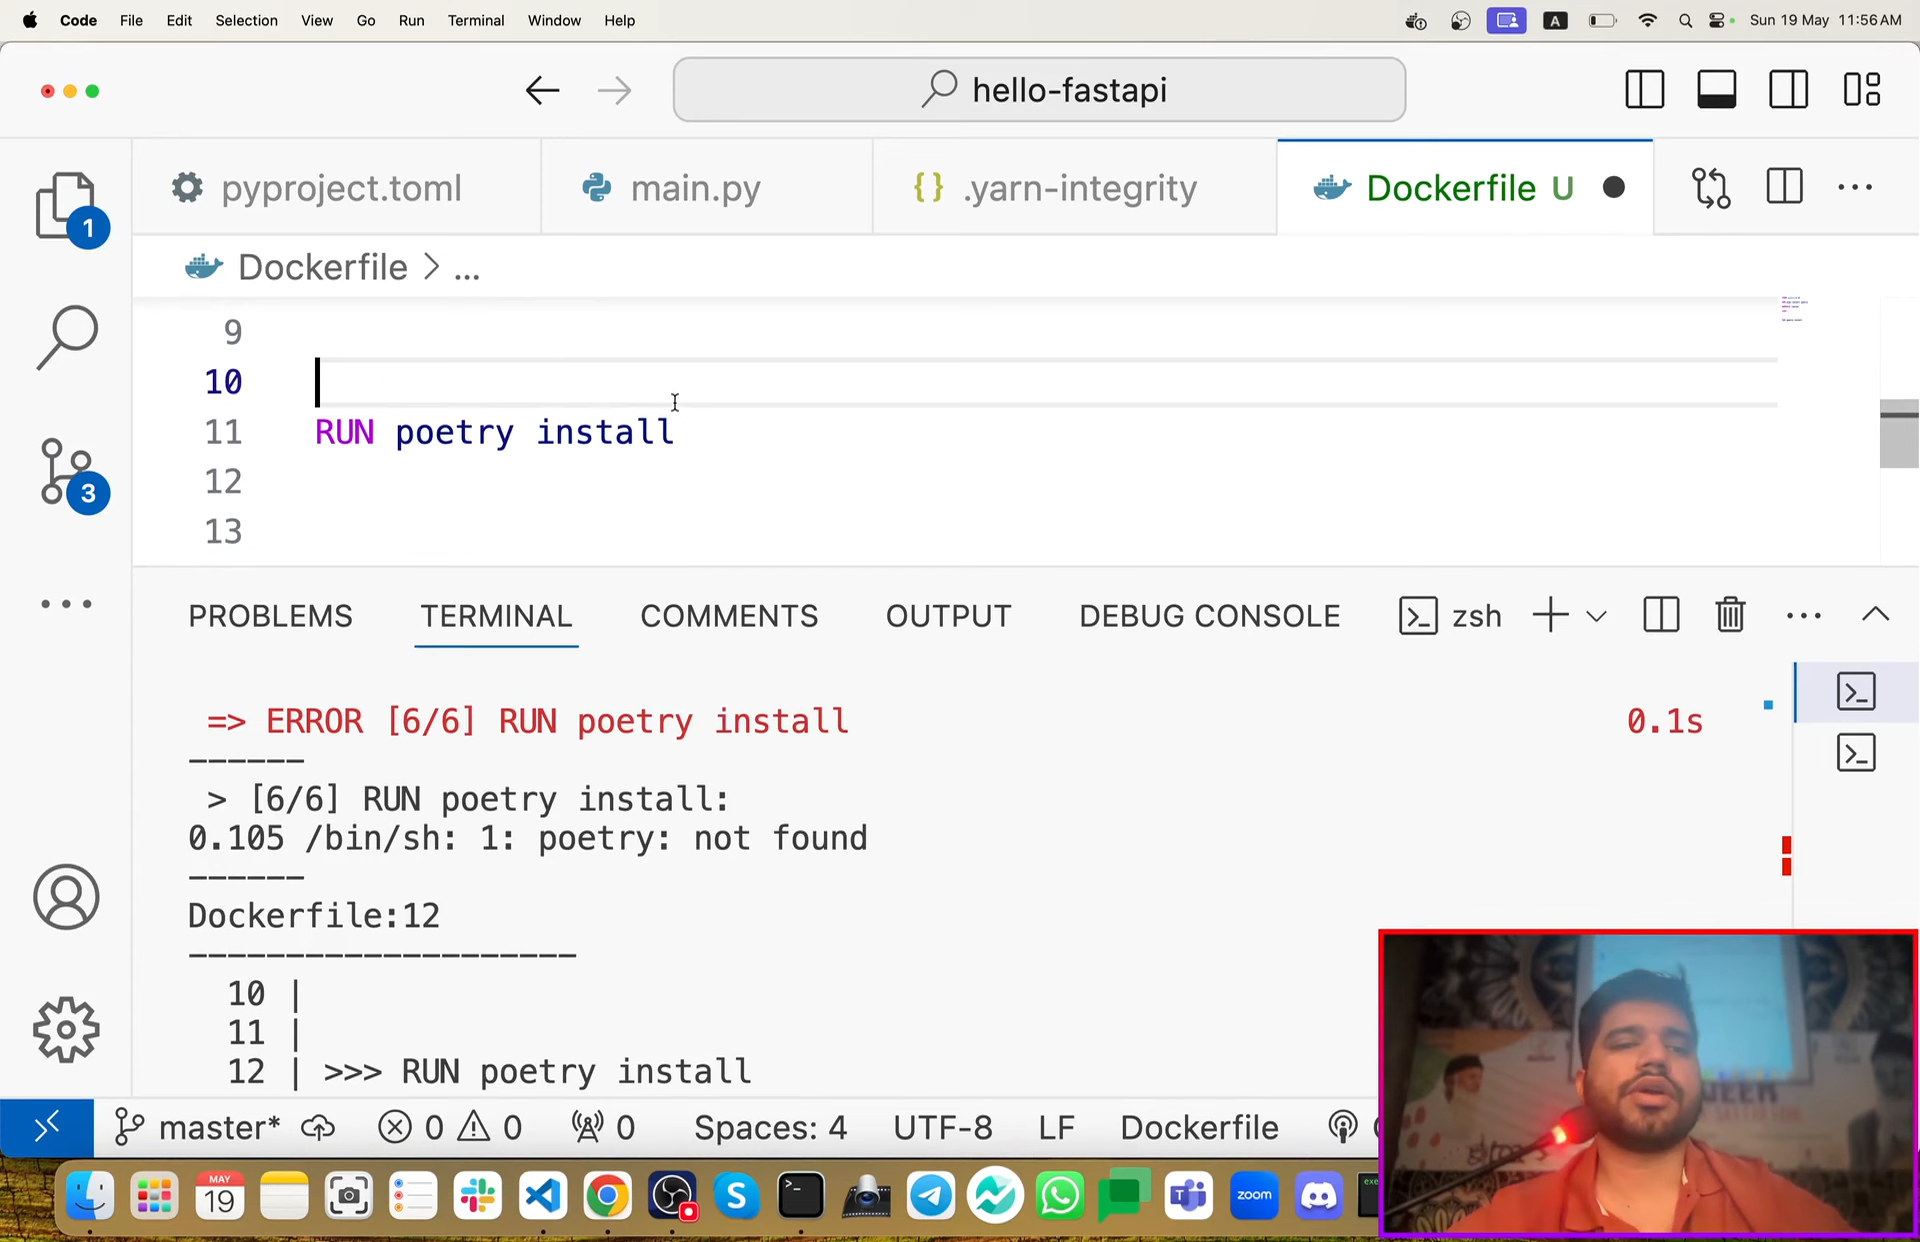 Code File Edit Selection View Go Run Terminal Window Help A Sun 19 May 11:56 AM
hello-fastapi
pyproject.toml main.py {} .yarn-integrity Dockerfile U
1
Dockerfile > ...
9
10
11 RUN poetry install
12
13
3
PROBLEMS TERMINAL COMMENTS OUTPUT DEBUG CONSOLE zsh
=> ERROR [6/6] RUN poetry install 0.1s
------
> [6/6] RUN poetry install:
0.105 /bin/sh: 1: poetry: not found
------
Dockerfile:12
--------------------
10 |
11 |
12 | >>> RUN poetry install
master* 0 0 0 Spaces: 4 UTF-8 LF Dockerfile
MAY
19
S
zoom
exe